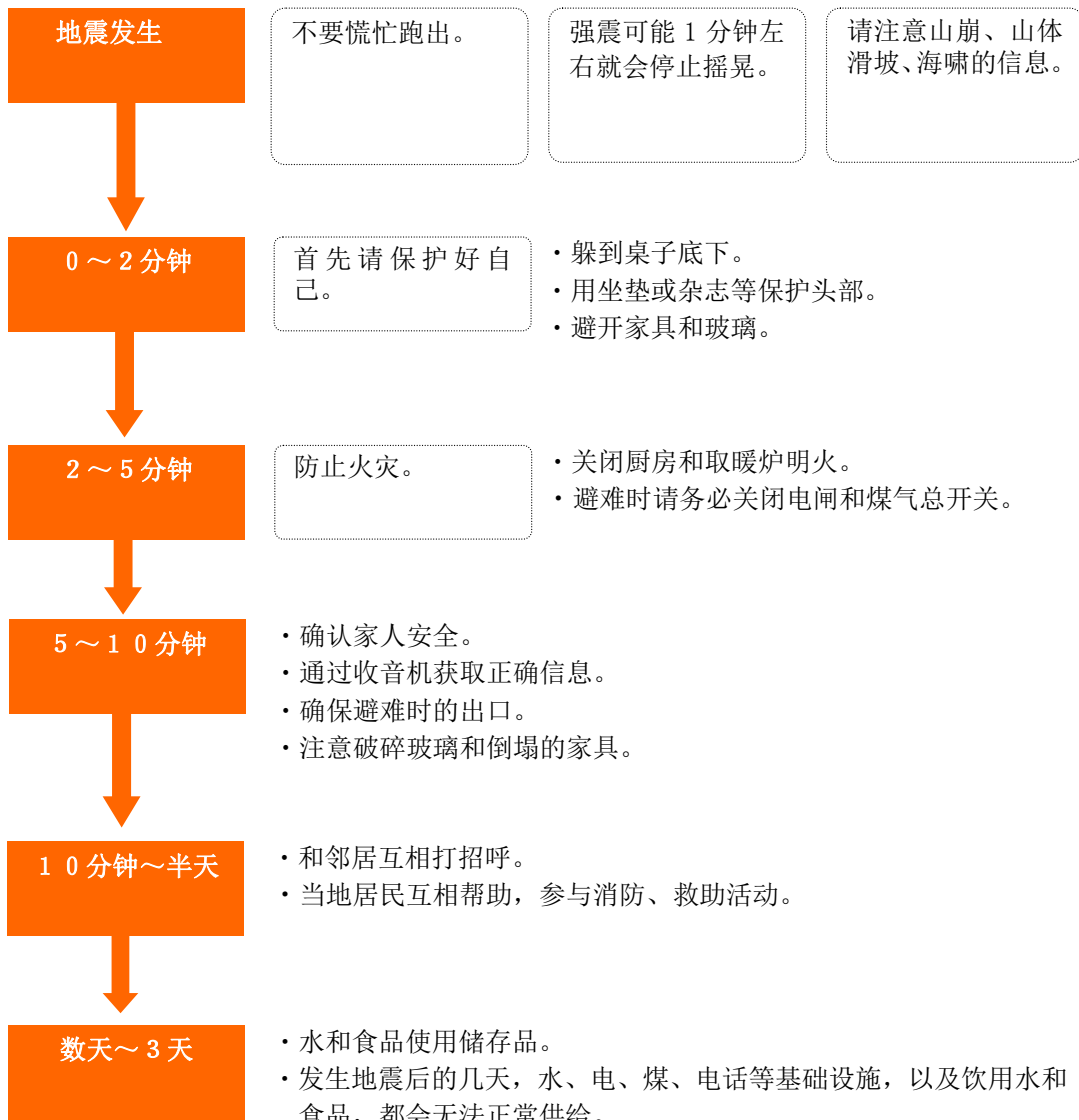 地震发生
不要慌忙跑出。
强震可能 1 分钟左
右就会停止摇晃。
请注意山崩、山体
滑坡、海啸的信息。
0～2分钟
首先请保护好自
己。
・躲到桌子底下。
・用坐垫或杂志等保护头部。
・避开家具和玻璃。
2～5分钟
防止火灾。
・关闭厨房和取暖炉明火。
・避难时请务必关闭电闸和煤气总开关。
5～10分钟
・确认家人安全。
・通过收音机获取正确信息。
・确保避难时的出口。
・注意破碎玻璃和倒塌的家具。
10分钟～半天
・和邻居互相打招呼。
・当地居民互相帮助，参与消防、救助活动。
数天～3天
・水和食品使用储存品。
・发生地震后的几天，水、电、煤、电话等基础设施，以及饮用水和
食品，都会无法正常供给。